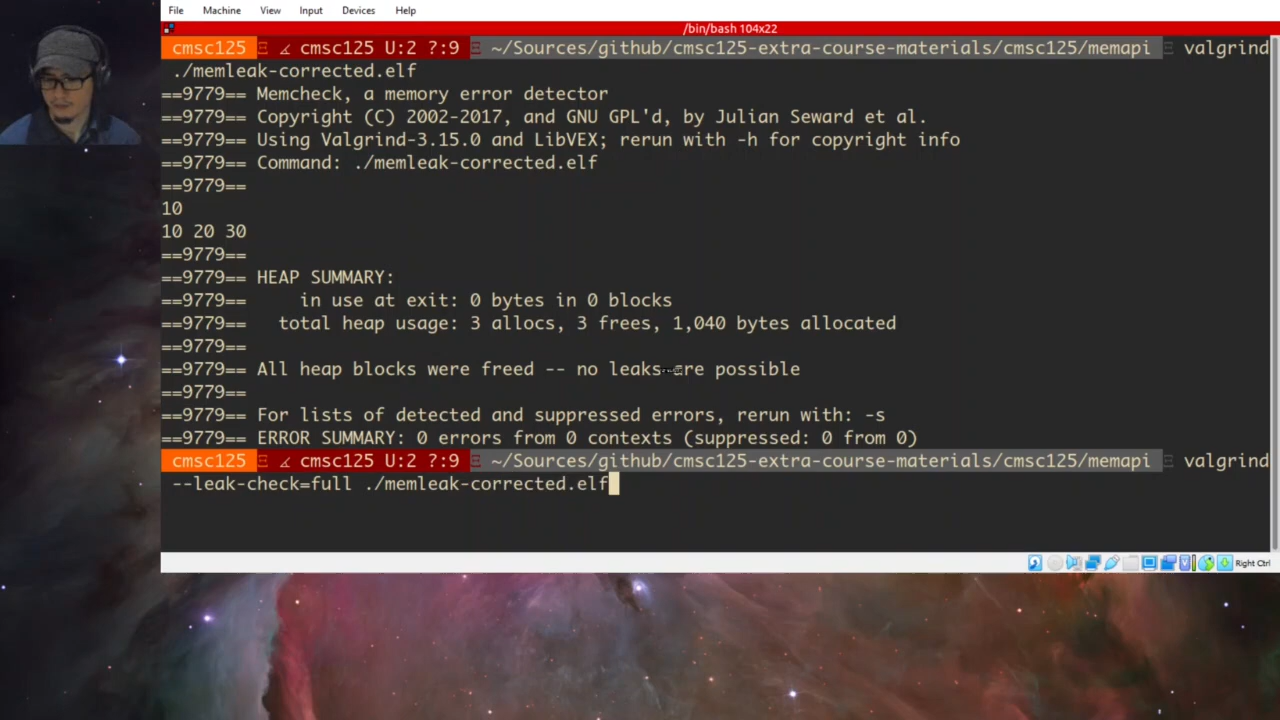 File Machine View Input Devices Help
/bin/bash 104x22
cmsc125 ∡ cmsc125 U:2 ?:9 ~/Sources/github/cmsc125-extra-course-materials/cmsc125/memapi valgrind
./memleak-corrected.elf
==9779== Memcheck, a memory error detector
==9779== Copyright (C) 2002-2017, and GNU GPL'd, by Julian Seward et al.
==9779== Using Valgrind-3.15.0 and LibVEX; rerun with -h for copyright info
==9779== Command: ./memleak-corrected.elf
==9779==
10
10 20 30
==9779==
==9779== HEAP SUMMARY:
==9779== in use at exit: 0 bytes in 0 blocks
==9779== total heap usage: 3 allocs, 3 frees, 1,040 bytes allocated
==9779==
==9779== All heap blocks were freed -- no leaks are possible
==9779==
==9779== For lists of detected and suppressed errors, rerun with: -s
==9779== ERROR SUMMARY: 0 errors from 0 contexts (suppressed: 0 from 0)
cmsc125 ∡ cmsc125 U:2 ?:9 ~/Sources/github/cmsc125-extra-course-materials/cmsc125/memapi valgrind
--leak-check=full ./memleak-corrected.elf
Right Ctrl